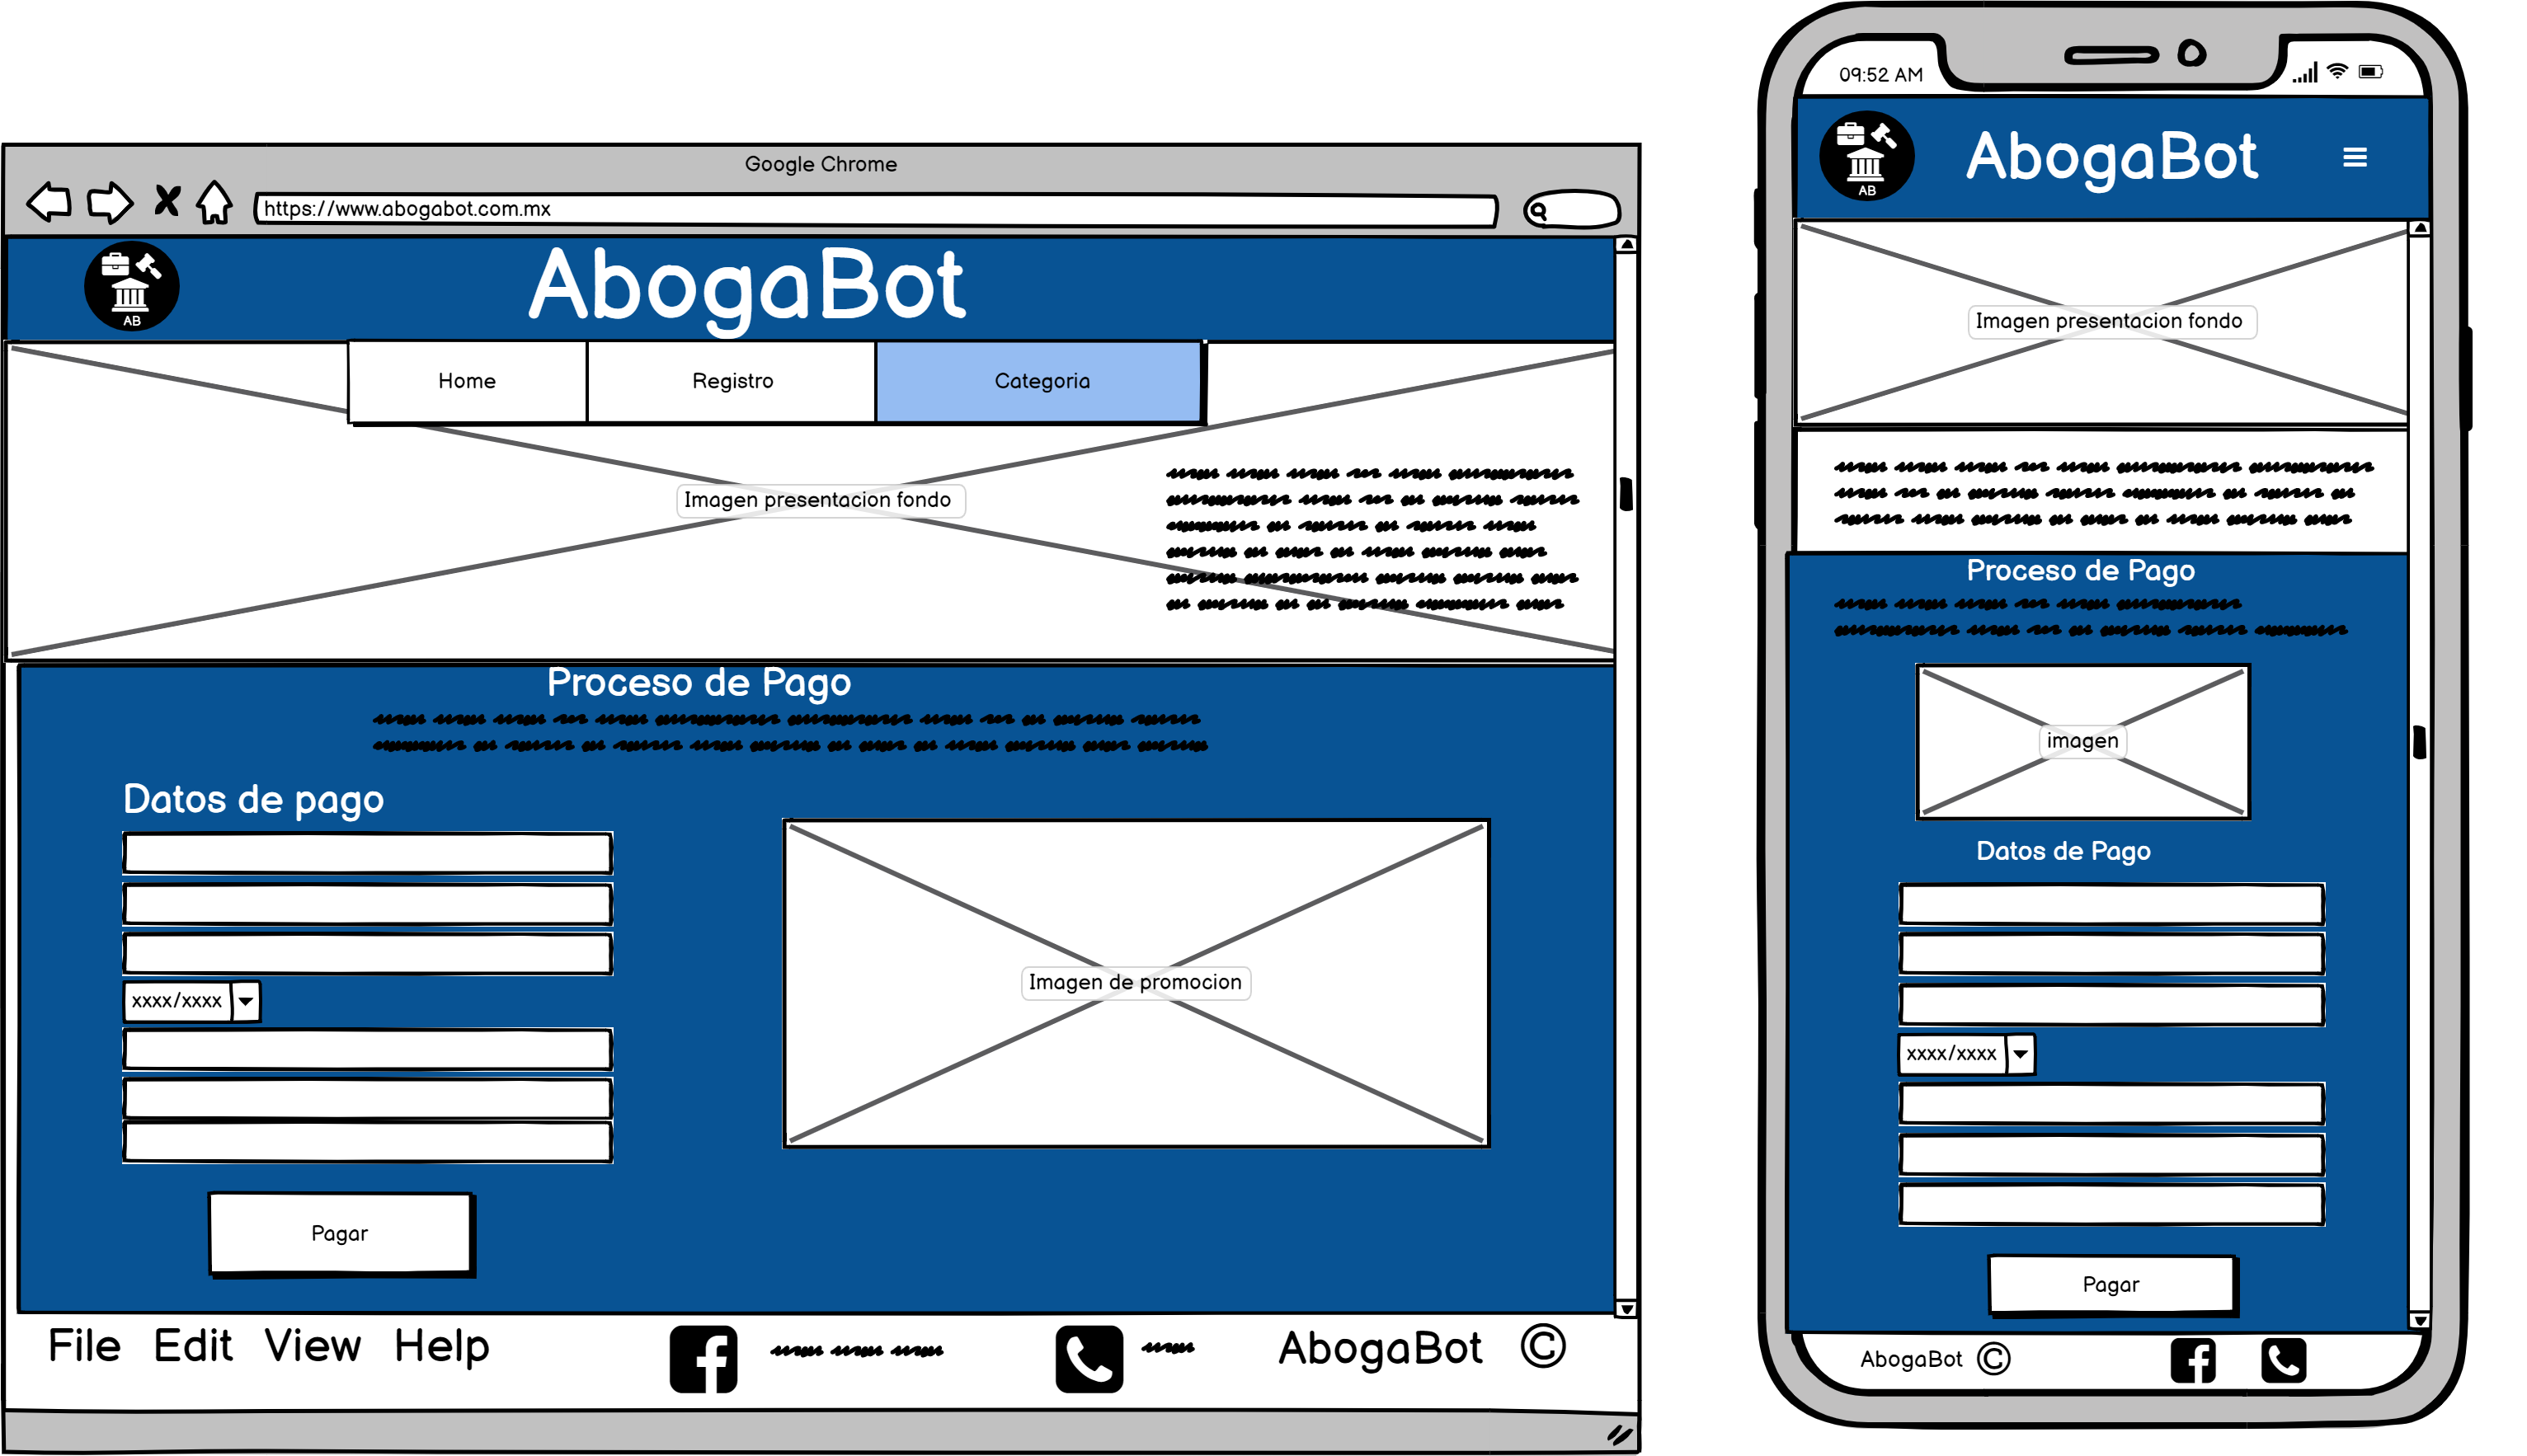 Google Chrome
https://www.abogabot.com.mx
AB
AbogaBot
Home Registro Categoria
Imagen presentacion fondo
Proceso de Pago
Datos de pago
xxxx/xxxx
Imagen de promocion
Pagar
File Edit View Help
AbogaBot ©
09:52 AM
AB
AbogaBot
Imagen presentacion fondo
Proceso de Pago
imagen
Datos de Pago
xxxx/xxxx
Pagar
AbogaBot ©